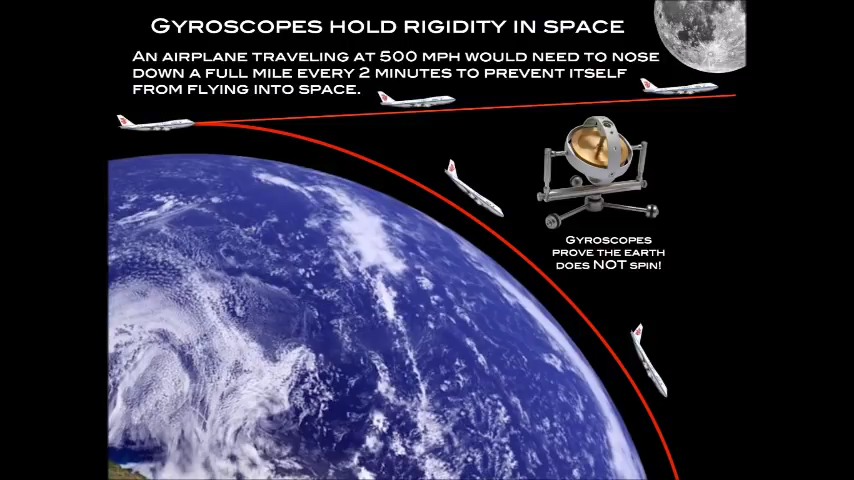 Gyroscopes hold rigidity in space
An airplane traveling at 500 mph would need to nose
down a full mile every 2 minutes to prevent itself
from flying into space.
Gyroscopes
prove the earth
does NOT spin!